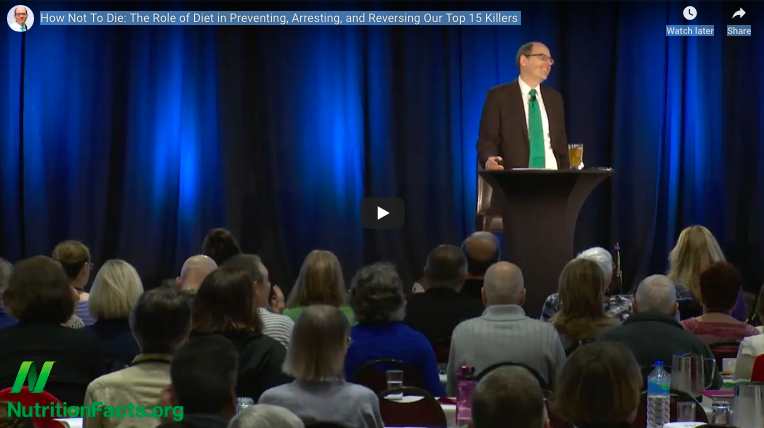 How Not To Die: The Role of Diet in Preventing, Arresting, and Reversing Our Top 15 Killers
Watch later
Share
NutritionFacts.org